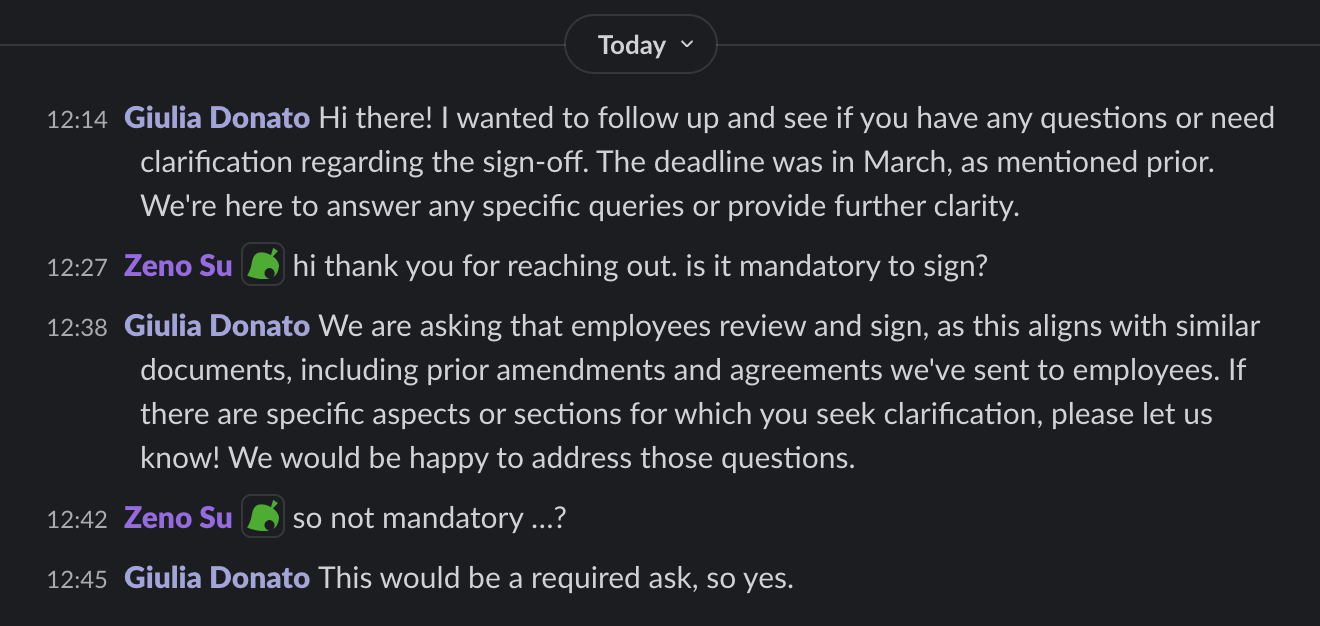 Today
12:14 Giulia Donato Hi there! I wanted to follow up and see if you have any questions or need
clarification regarding the sign-off. The deadline was in March, as mentioned prior.
We're here to answer any specific queries or provide further clarity.
12:27 Zeno Su hi thank you for reaching out. is it mandatory to sign?
12:38 Giulia Donato We are asking that employees review and sign, as this aligns with similar
documents, including prior amendments and agreements we've sent to employees. If
there are specific aspects or sections for which you seek clarification, please let us
know! We would be happy to address those questions.
12:42 Zeno Su so not mandatory ...?
12:45 Giulia Donato This would be a required ask, so yes.